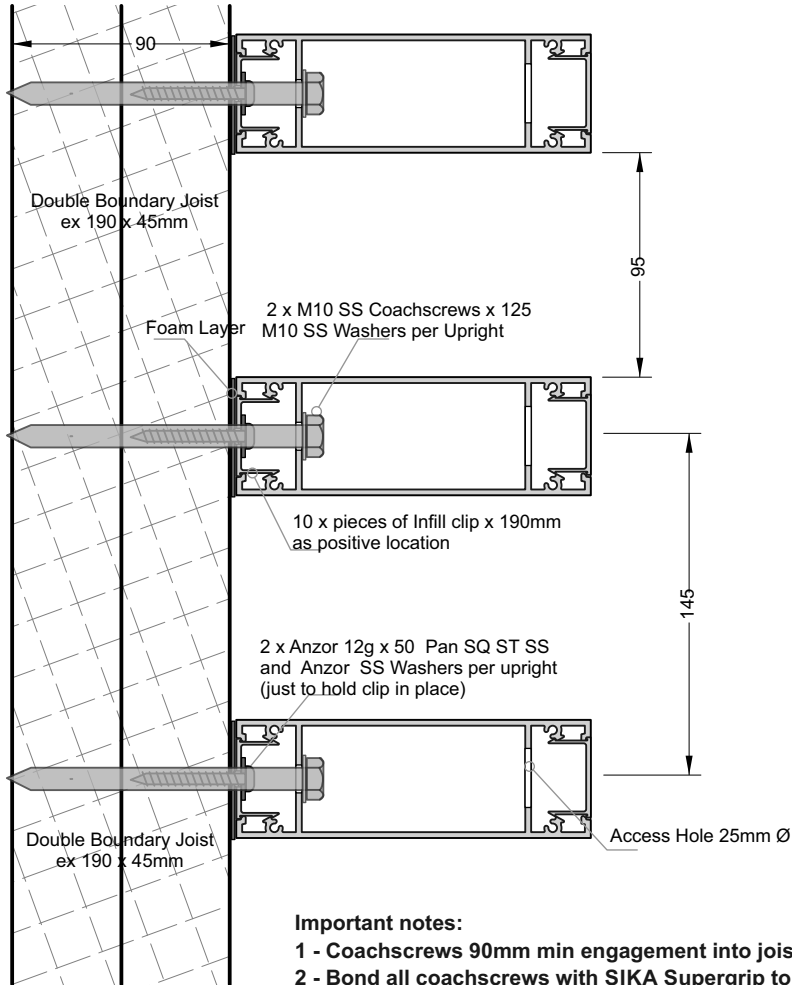 90
Double Boundary Joist
ex 190 x 45mm
95
2 x M10 SS Coachscrews x 125
Foam Layer
M10 SS Washers per Upright
10 x pieces of Infill clip x 190mm
as positive location
145
2 x Anzor 12g x 50 Pan SQ ST SS
and Anzor SS Washers per upright
(just to hold clip in place)
Double Boundary Joist
ex 190 x 45mm
Access Hole 25mm Ø
Important notes:
1 - Coachscrews 90mm min engagement into jois
2 - Bond all coachscrews with SIKA Supergrip to